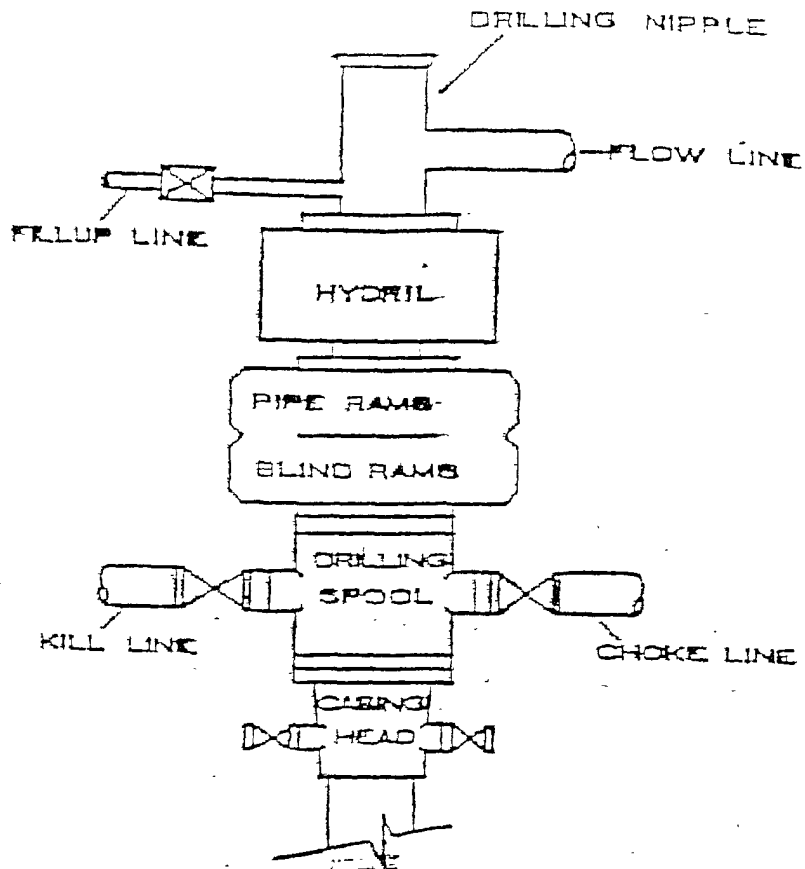 DRILLING NIPPLE
FLOW LINE
FILLUP LINE
HYDRIL
PIPE RAMS
BLIND RAMS
DRILLING
SPOOL
KILL LINE
CHOKE LINE
CASING
HEAD